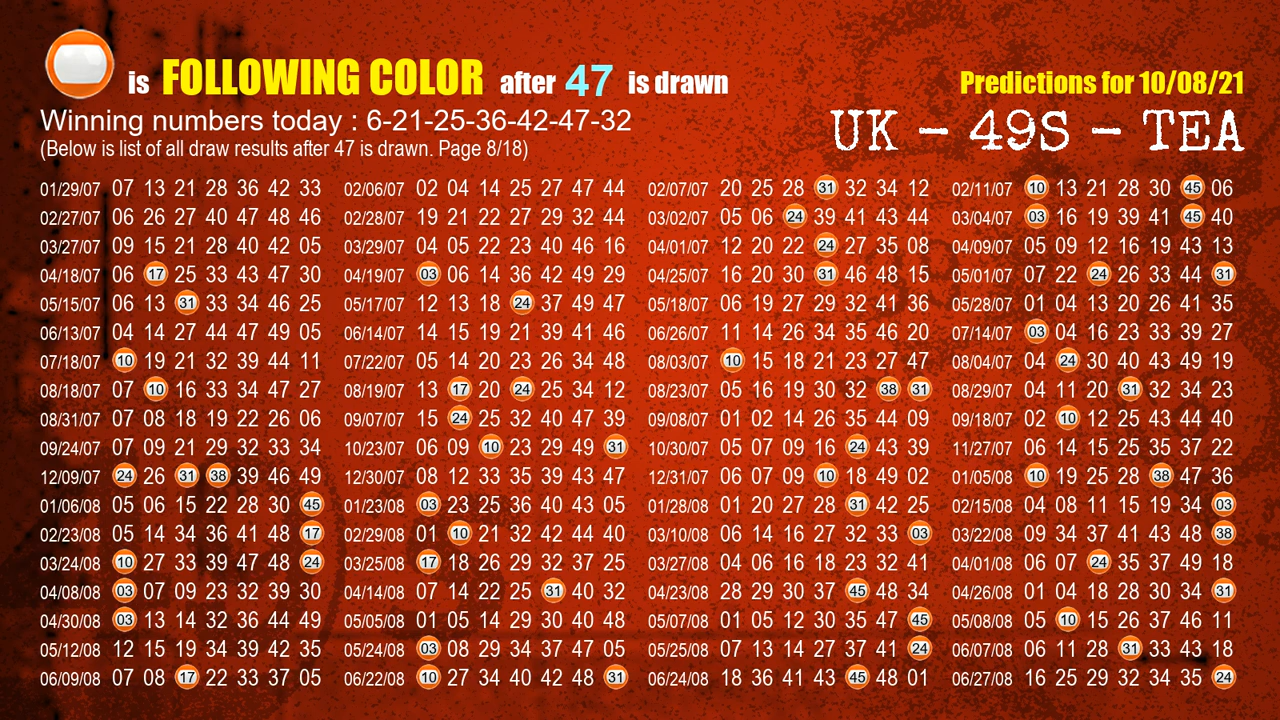 is FOLLOWING COLOR after 47 is drawn
Predictions for 10/08/21
Winning numbers today : 6-21-25-36-42-47-32
UK - 49S - TEA
(Below is list of all draw results after 47 is drawn. Page 8/18)
01/29/07 07 13 21 28 36 42 33 02/06/07 02 04 14 25 27 47 44 02/07/07 20 25 28 31 32 34 12 02/11/07 10 13 21 28 30 45 06
02/27/07 06 26 27 40 47 48 46 02/28/07 19 21 22 27 29 32 44 03/02/07 05 06 24 39 41 43 44 03/04/07 03 16 19 39 41 45 40
03/27/07 09 15 21 28 40 42 05 03/29/07 04 05 22 23 40 46 16 04/01/07 12 20 22 24 27 35 08 04/09/07 05 09 12 16 19 43 13
04/18/07 06 17 25 33 43 47 30 04/19/07 03 06 14 36 42 49 29 04/25/07 16 20 30 31 46 48 15 05/01/07 07 22 24 26 33 44 31
05/15/07 06 13 31 33 34 46 25 05/17/07 12 13 18 24 37 49 47 05/18/07 06 19 27 29 32 41 36 05/28/07 01 04 13 20 26 41 35
06/13/07 04 14 27 44 47 49 05 06/14/07 14 15 19 21 39 41 46 06/26/07 11 14 26 34 35 46 20 07/14/07 03 04 16 23 33 39 27
07/18/07 10 19 21 32 39 44 11 07/22/07 05 14 20 23 26 34 48 08/03/07 10 15 18 21 23 27 47 08/04/07 04 24 30 40 43 49 19
08/18/07 07 10 16 33 34 47 27 08/19/07 13 17 20 24 25 34 12 08/23/07 05 16 19 30 32 38 31 08/29/07 04 11 20 31 32 34 23
08/31/07 07 08 18 19 22 26 06 09/07/07 15 24 25 32 40 47 39 09/08/07 01 02 14 26 35 44 09 09/18/07 02 10 12 25 43 44 40
09/24/07 07 09 21 29 32 33 34 10/23/07 06 09 10 23 29 49 31 10/30/07 05 07 09 16 24 43 39 11/27/07 06 14 15 25 35 37 22
12/09/07 24 26 31 38 39 46 49 12/30/07 08 12 33 35 39 43 47 12/31/07 06 07 09 10 18 49 02 01/05/08 10 19 25 28 38 47 36
01/06/08 05 06 15 22 28 30 45 01/23/08 03 23 25 36 40 43 05 01/28/08 01 20 27 28 31 42 25 02/15/08 04 08 11 15 19 34 03
02/23/08 05 14 34 36 41 48 17 02/29/08 01 10 21 32 42 44 40 03/10/08 06 14 16 27 32 33 03 03/22/08 09 34 37 41 43 48 38
03/24/08 10 27 33 39 47 48 24 03/25/08 17 18 26 29 32 37 25 03/27/08 04 06 16 18 23 32 41 04/01/08 06 07 24 35 37 49 18
04/08/08 03 07 09 23 32 39 30 04/14/08 07 14 22 25 31 40 32 04/23/08 28 29 30 37 45 48 34 04/26/08 01 04 18 28 30 34 31
04/30/08 03 13 14 32 36 44 49 05/05/08 01 05 14 29 30 40 48 05/07/08 01 05 12 30 35 47 45 05/08/08 05 10 15 26 37 46 11
05/12/08 12 15 19 34 39 42 35 05/24/08 03 08 29 34 37 47 05 05/25/08 07 13 14 27 37 41 24 06/07/08 06 11 28 31 33 43 18
06/09/08 07 08 17 22 33 37 05 06/22/08 10 27 34 40 42 48 31 06/24/08 18 36 41 43 45 48 01 06/27/08 16 25 29 32 34 35 24